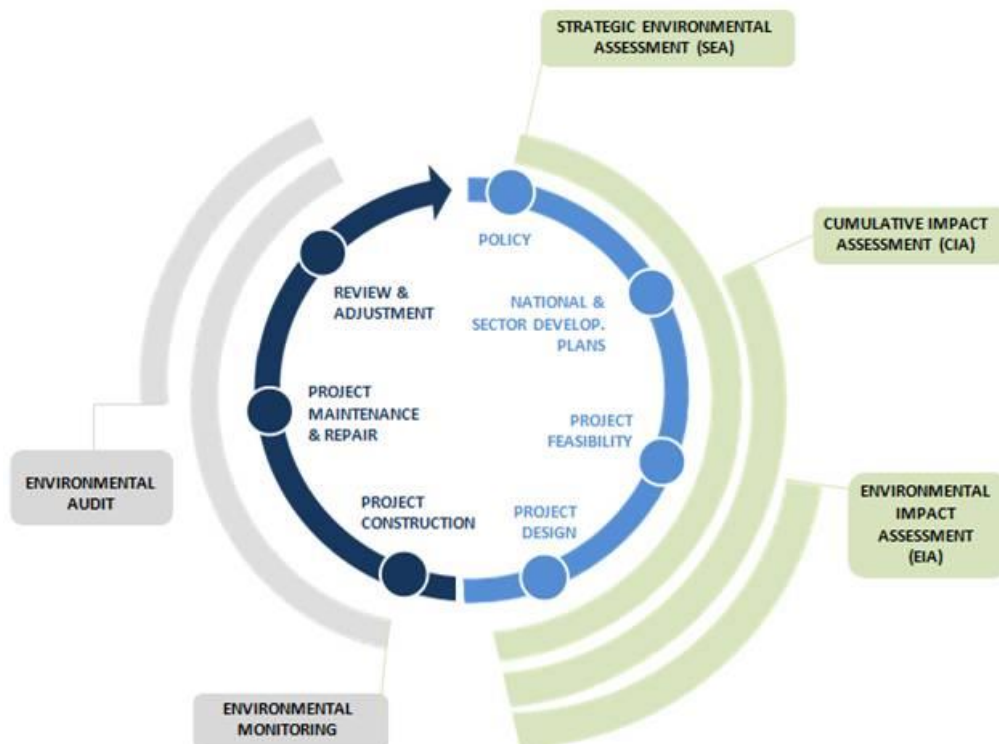 STRATEGIC ENVIRONMENTAL
ASSESSMENT (SEA)
CUMULATIVE IMPACT
ASSESSMENT (CIA)
ENVIRONMENTAL
IMPACT
ASSESSMENT
(EIA)
POLICY
NATIONAL &
SECTOR DEVELOP.
PLANS
PROJECT
FEASIBILITY
PROJECT
DESIGN
PROJECT
CONSTRUCTION
PROJECT
MAINTENANCE
& REPAIR
REVIEW &
ADJUSTMENT
ENVIRONMENTAL
AUDIT
ENVIRONMENTAL
MONITORING